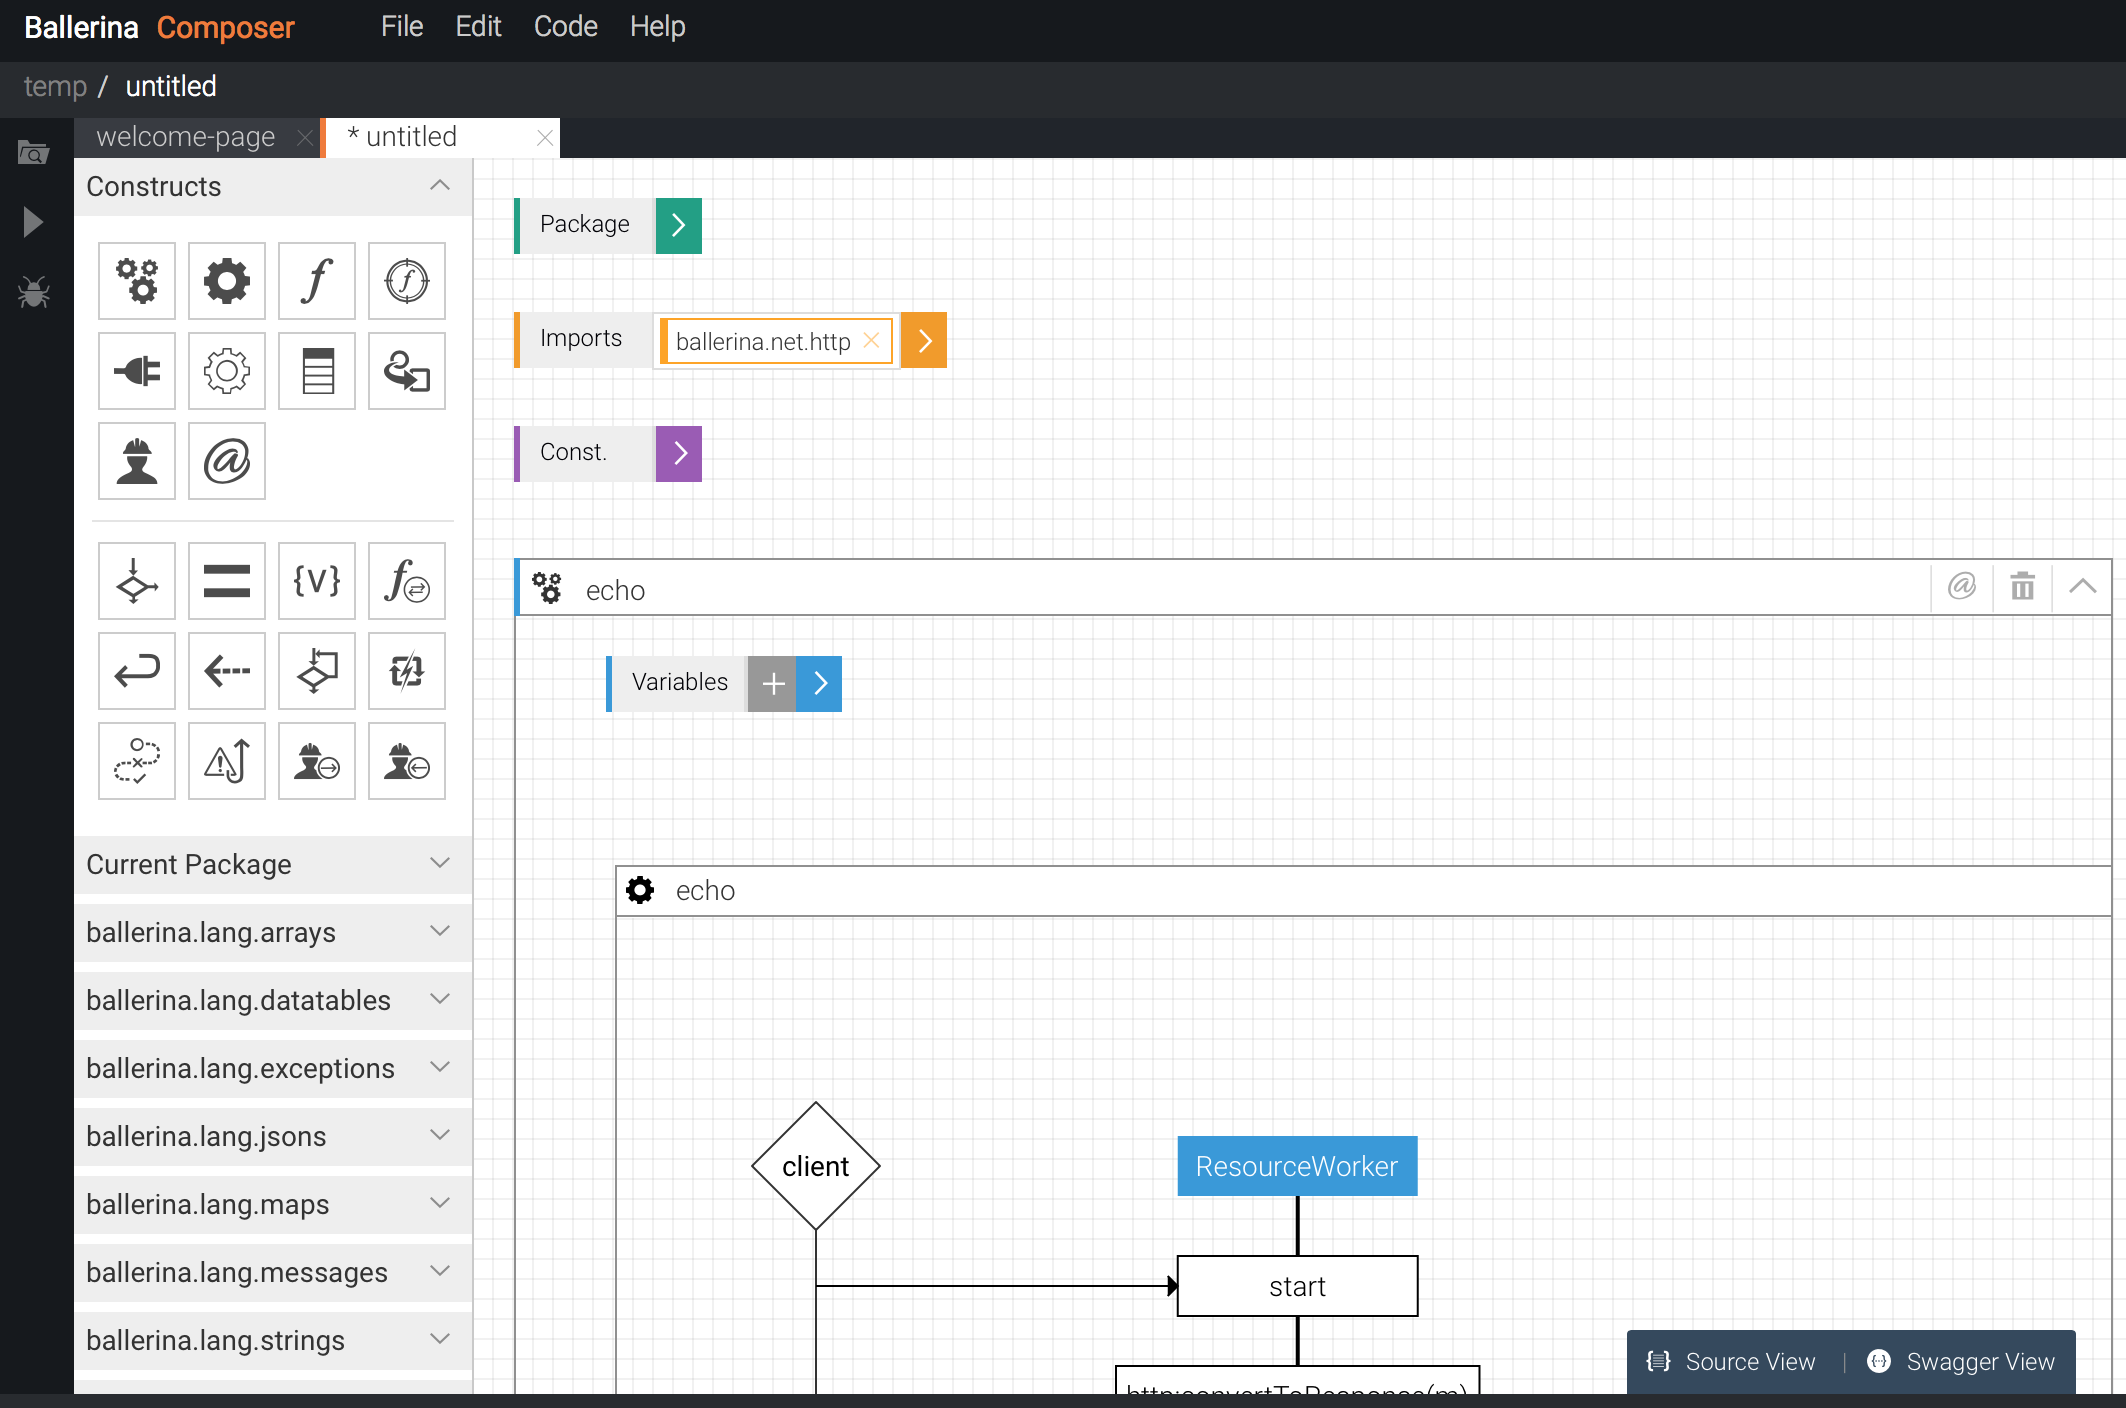 Ballerina Composer File Edit Code Help
temp / untitled
welcome-page * untitled
Constructs
{V}
Current Package
ballerina.lang.arrays
ballerina.lang.datatables
ballerina.lang.exceptions
ballerina.lang.jsons
ballerina.lang.maps
ballerina.lang.messages
ballerina.lang.strings
Package
Imports ballerina.net.http
Const.
echo
Variables
echo
client
ResourceWorker
start
http:convertToResponse(m)
Source View | Swagger View